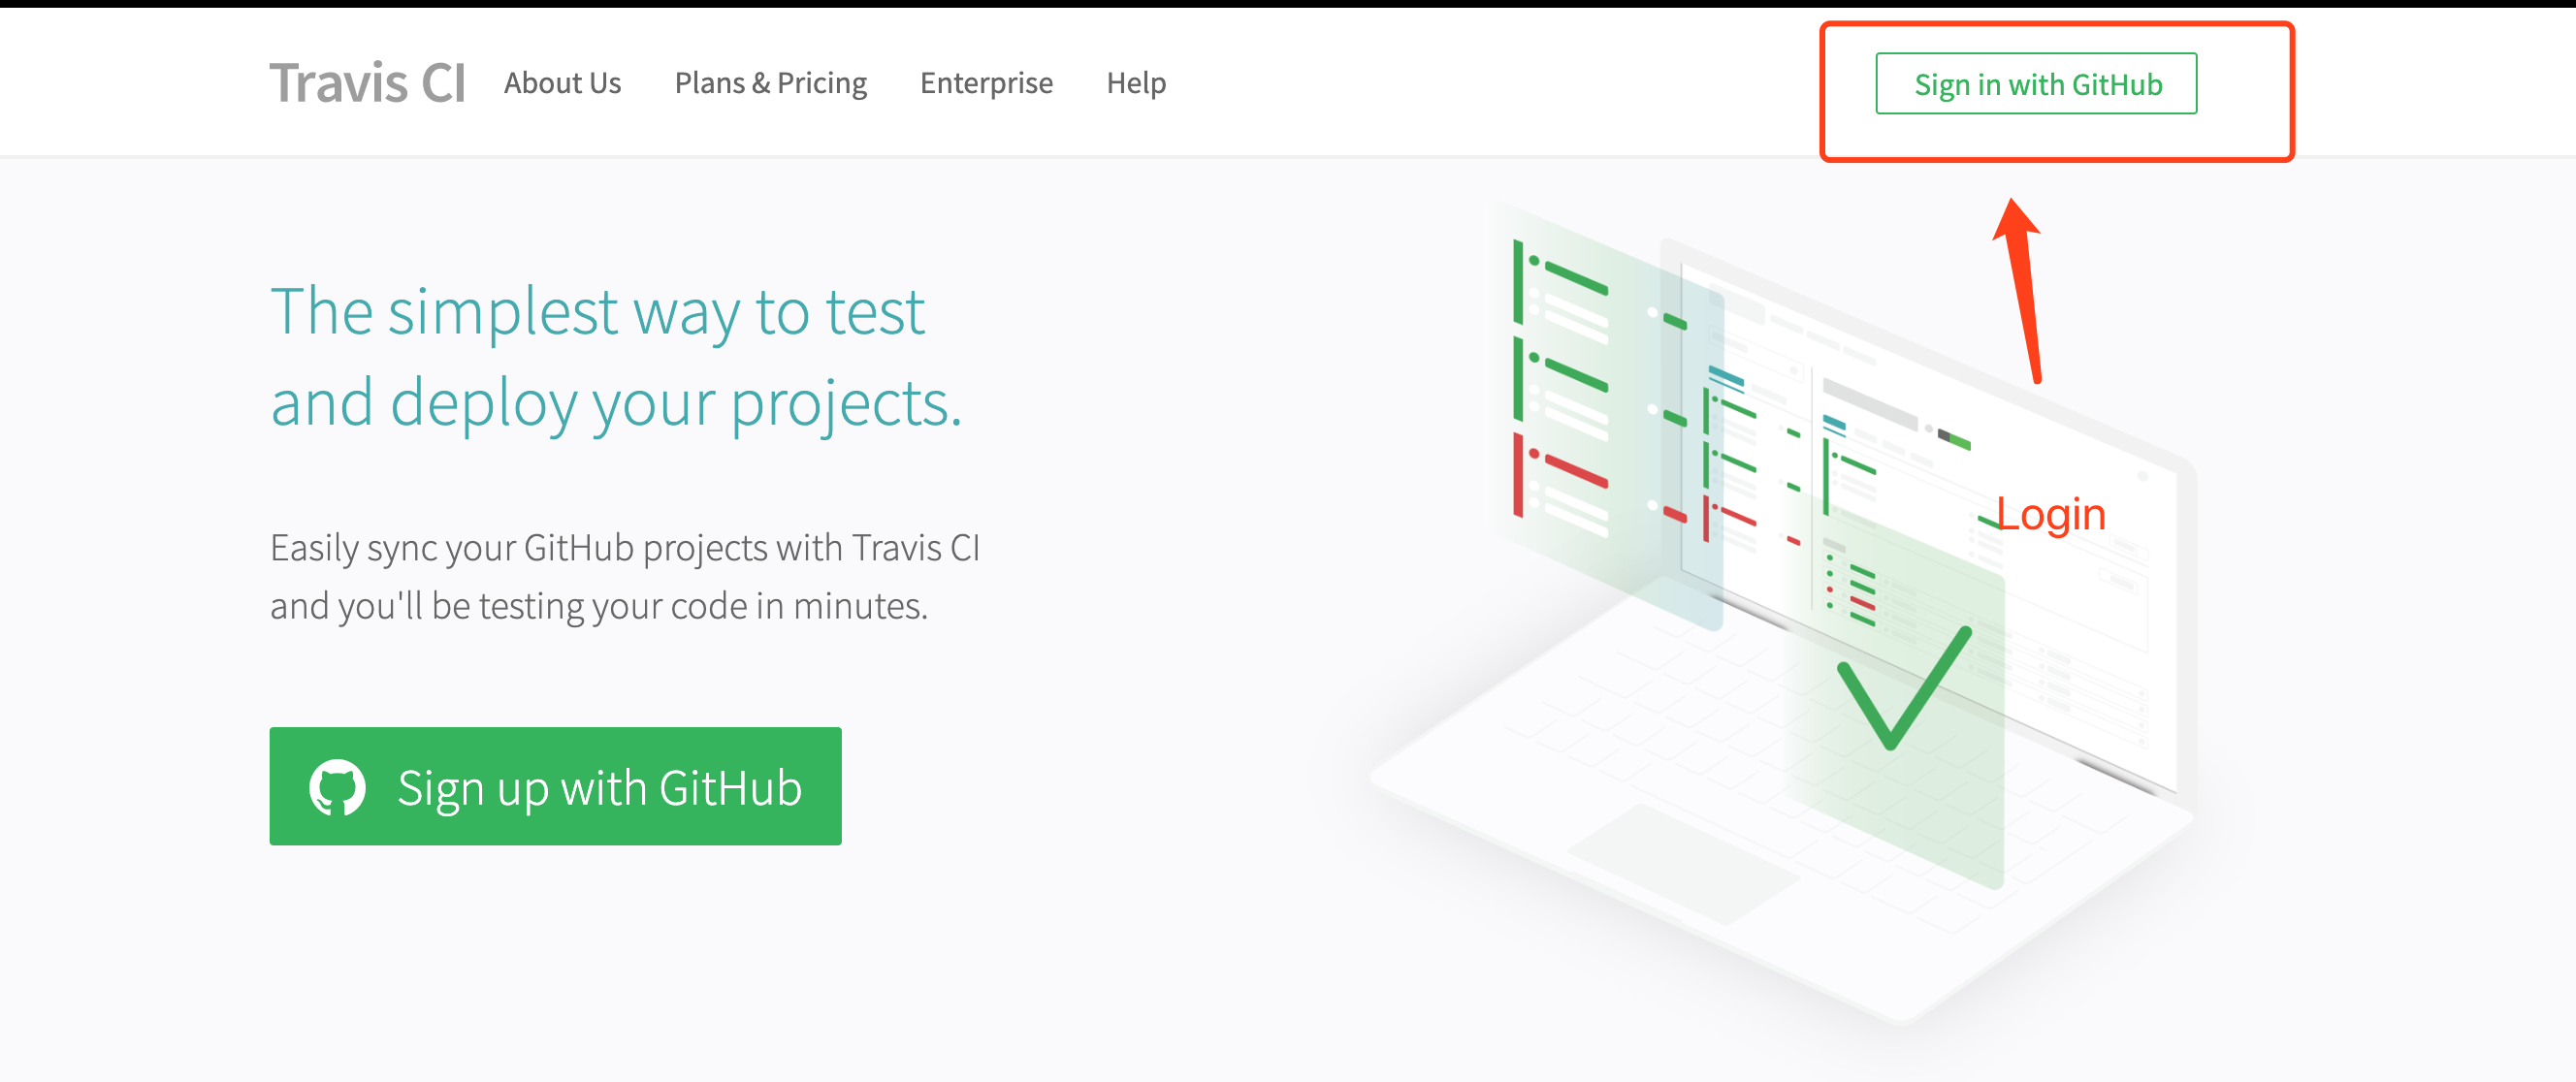 Travis CI About Us Plans & Pricing Enterprise Help Sign in with GitHub
The simplest way to test
and deploy your projects.
Login
Easily sync your GitHub projects with Travis CI
and you'll be testing your code in minutes.
Sign up with GitHub